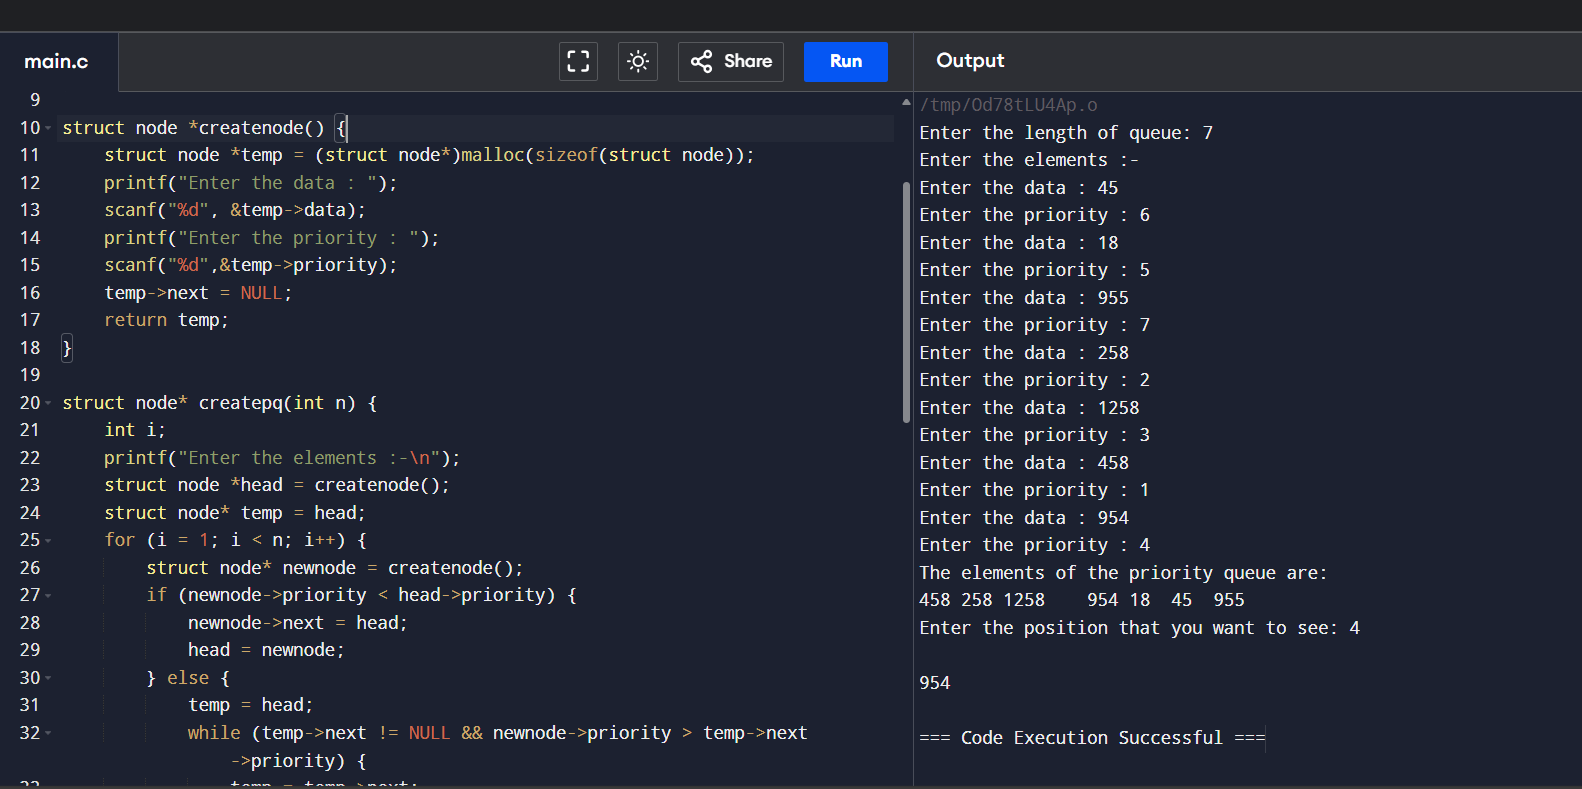 main.c
Share
Run
Output
9
10 struct node *createnode() {
11 struct node *temp = (struct node*)malloc(sizeof(struct node));
12 printf("Enter the data : ");
13 scanf("%d", &temp->data);
14 printf("Enter the priority : ");
15 scanf("%d",&temp->priority);
16 temp->next = NULL;
17 return temp;
18 }
19
20 struct node* createpq(int n) {
21 int i;
22 printf("Enter the elements :-\n");
23 struct node *head = createnode();
24 struct node* temp = head;
25 for (i = 1; i < n; i++) {
26 struct node* newnode = createnode();
27 if (newnode->priority < head->priority) {
28 newnode->next = head;
29 head = newnode;
30 } else {
31 temp = head;
32 while (temp->next != NULL && newnode->priority > temp->next
->priority) {
/tmp/Od78tLU4Ap.o
Enter the length of queue: 7
Enter the elements :-
Enter the data : 45
Enter the priority : 6
Enter the data : 18
Enter the priority : 5
Enter the data : 955
Enter the priority : 7
Enter the data : 258
Enter the priority : 2
Enter the data : 1258
Enter the priority : 3
Enter the data : 458
Enter the priority : 1
Enter the data : 954
Enter the priority : 4
The elements of the priority queue are:
458 258 1258    954 18  45  955
Enter the position that you want to see: 4
954
=== Code Execution Successful ===